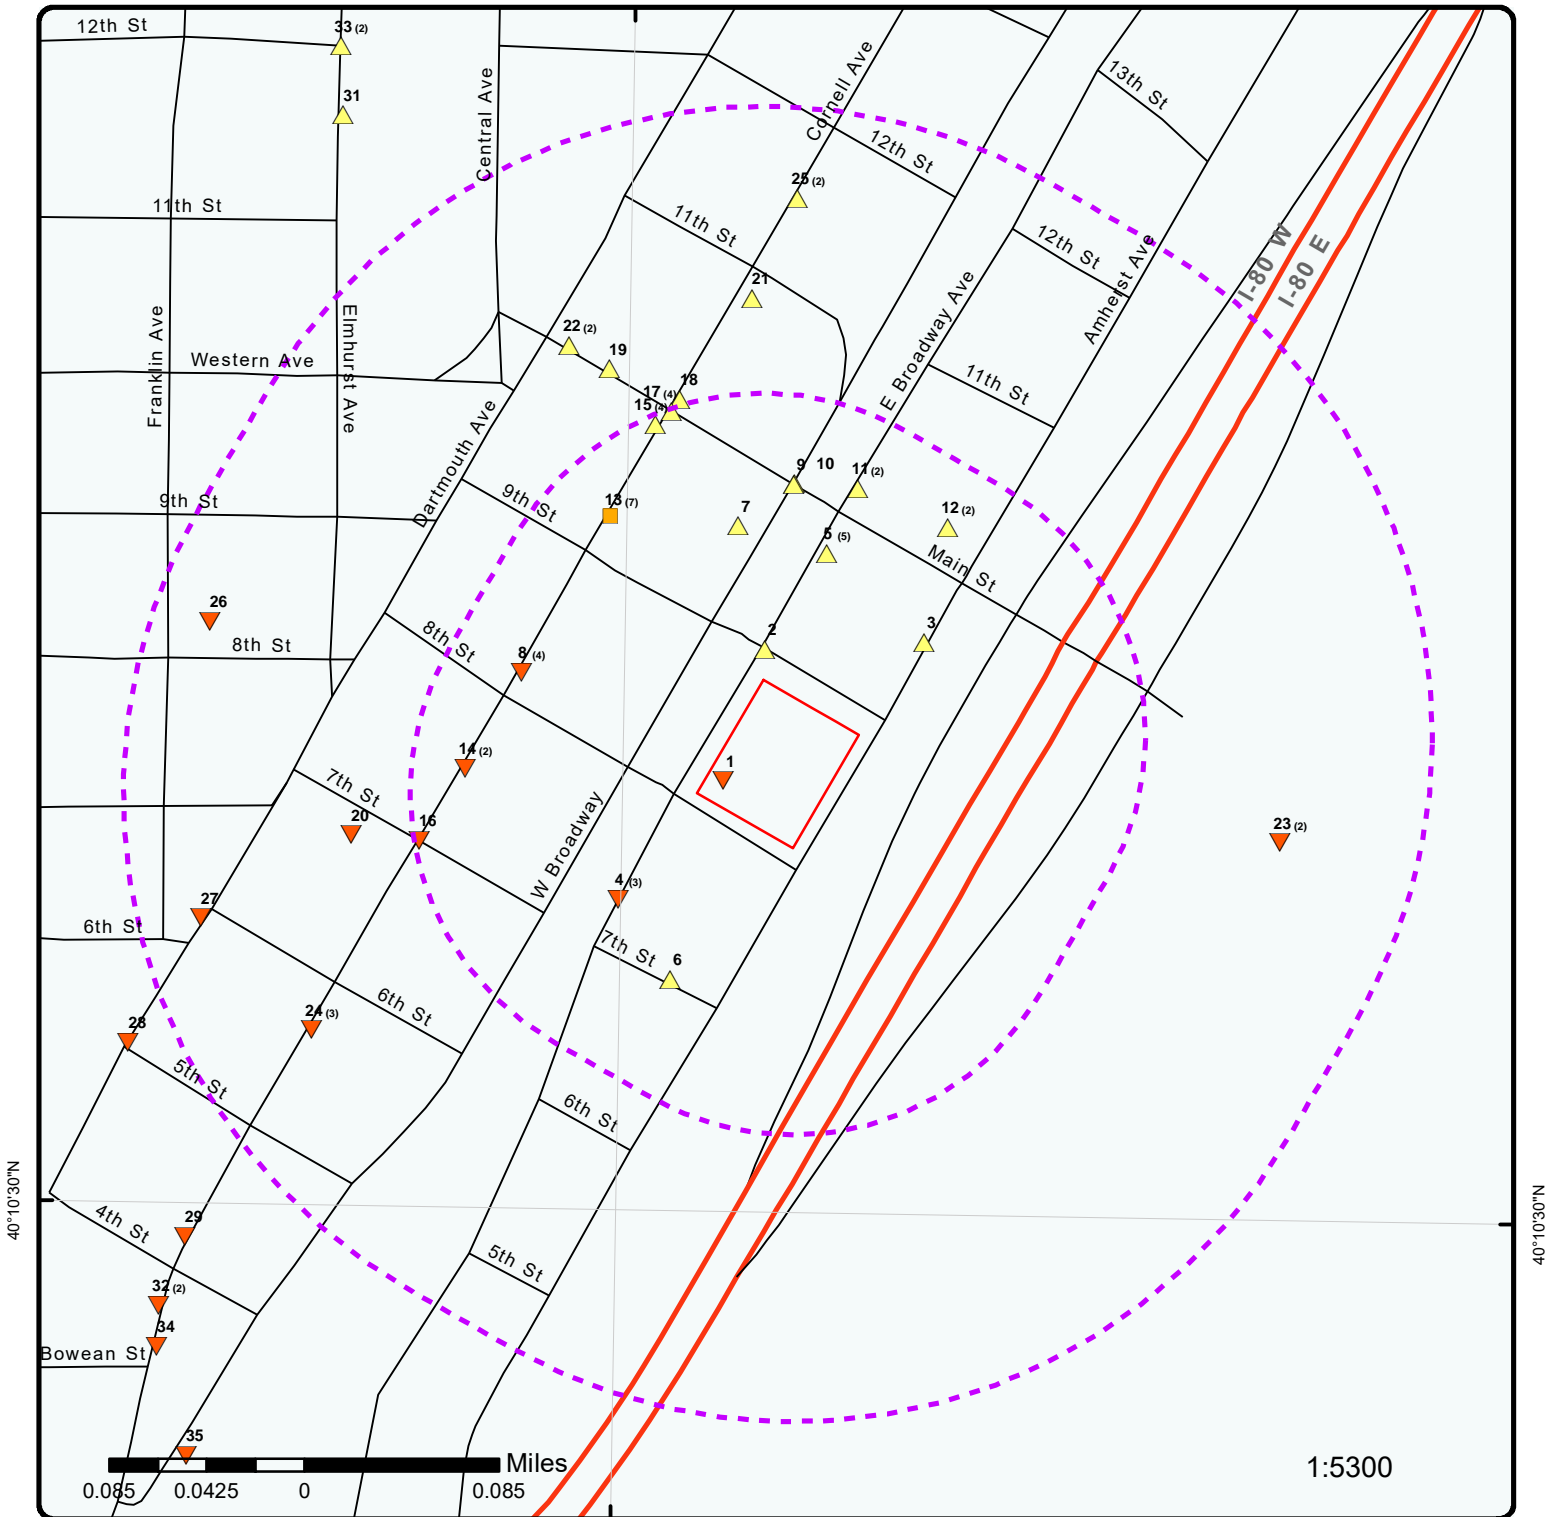 12th St
33 (2)
31
Central Ave
Cornell Ave
13th St
12th St
25 (2)
11th St
11th St
12th St
Amherst Ave
I-80 W
I-80 E
21
E Broadway Ave
Franklin Ave
Elmhurst Ave
22 (2)
19
Western Ave
18
17 (4)
15 (4)
11th St
Dartmouth Ave
9 10
11 (2)
9th St
9th St
13 (7)
7
12 (2)
5 (5)
Main St
26
8th St
8th St
2
3
8 (4)
14 (2)
1
7th St
20
16
W Broadway
23 (2)
4 (3)
27
6th St
7th St
6
6th St
24 (3)
28
5th St
6th St
40°10'30"N
40°10'30"N
29
4th St
5th St
32 (2)
34
Bowean St
35
Miles
0.085 0.0425 0 0.085
1:5300